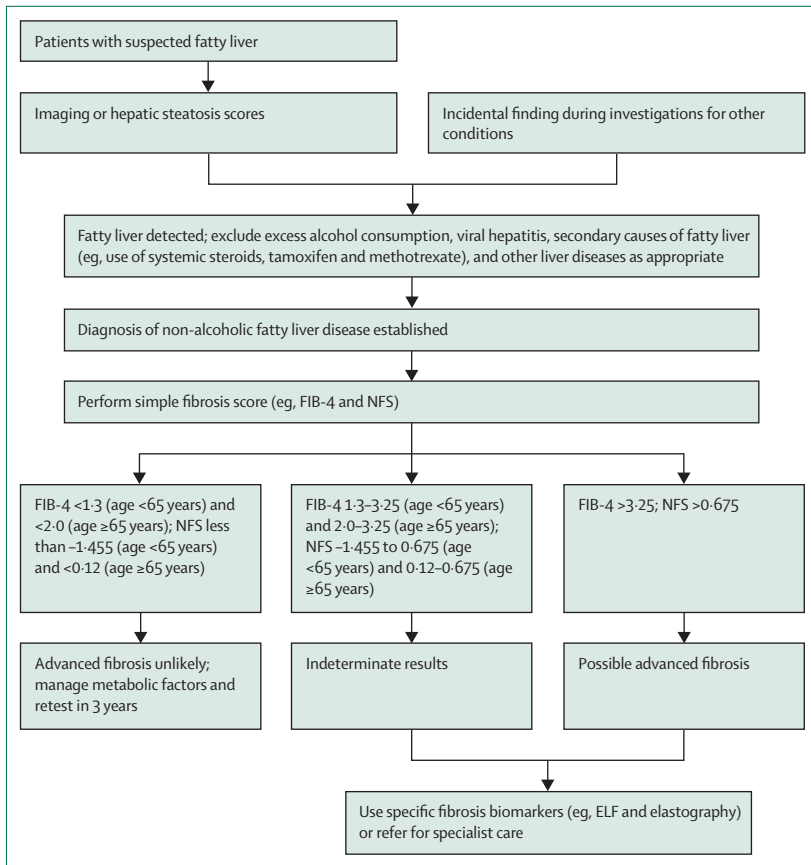 Patients with suspected fatty liver
Imaging or hepatic steatosis scores
Incidental finding during investigations for other
conditions
Fatty liver detected; exclude excess alcohol consumption, viral hepatitis, secondary causes of fatty liver
(eg, use of systemic steroids, tamoxifen and methotrexate), and other liver diseases as appropriate
Diagnosis of non-alcoholic fatty liver disease established
Perform simple fibrosis score (eg, FIB-4 and NFS)
FIB-4 <1·3 (age <65 years) and
<2·0 (age ≥65 years); NFS less
than –1·455 (age <65 years)
and <0·12 (age ≥65 years)
FIB-4 1·3–3·25 (age <65 years)
and 2·0–3·25 (age ≥65 years);
NFS –1·455 to 0·675 (age
<65 years) and 0·12–0·675 (age
≥65 years)
FIB-4 >3·25; NFS >0·675
Advanced fibrosis unlikely;
manage metabolic factors and
retest in 3 years
Indeterminate results
Possible advanced fibrosis
Use specific fibrosis biomarkers (eg, ELF and elastography)
or refer for specialist care